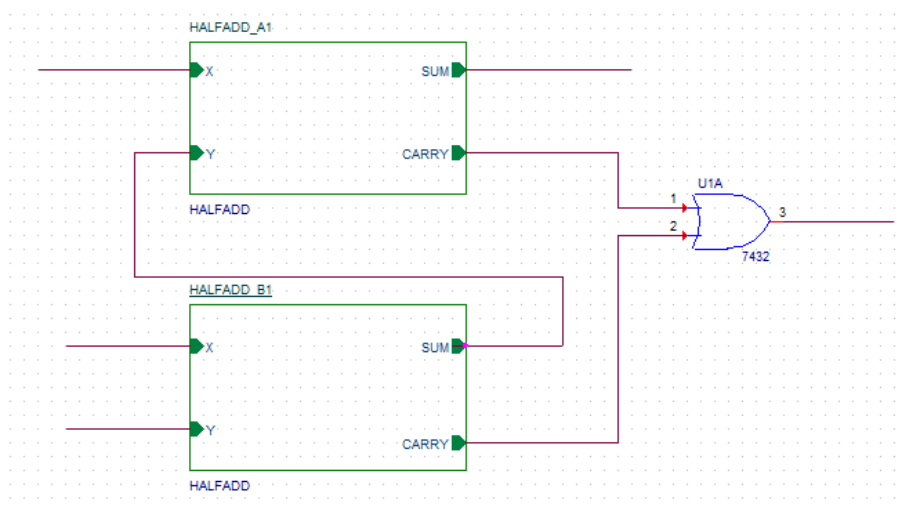 HALFADD_A1
X SUM
Y CARRY
HALFADD
U1A
1
2
3
7432
HALFADD_B1
X SUM
Y CARRY
HALFADD